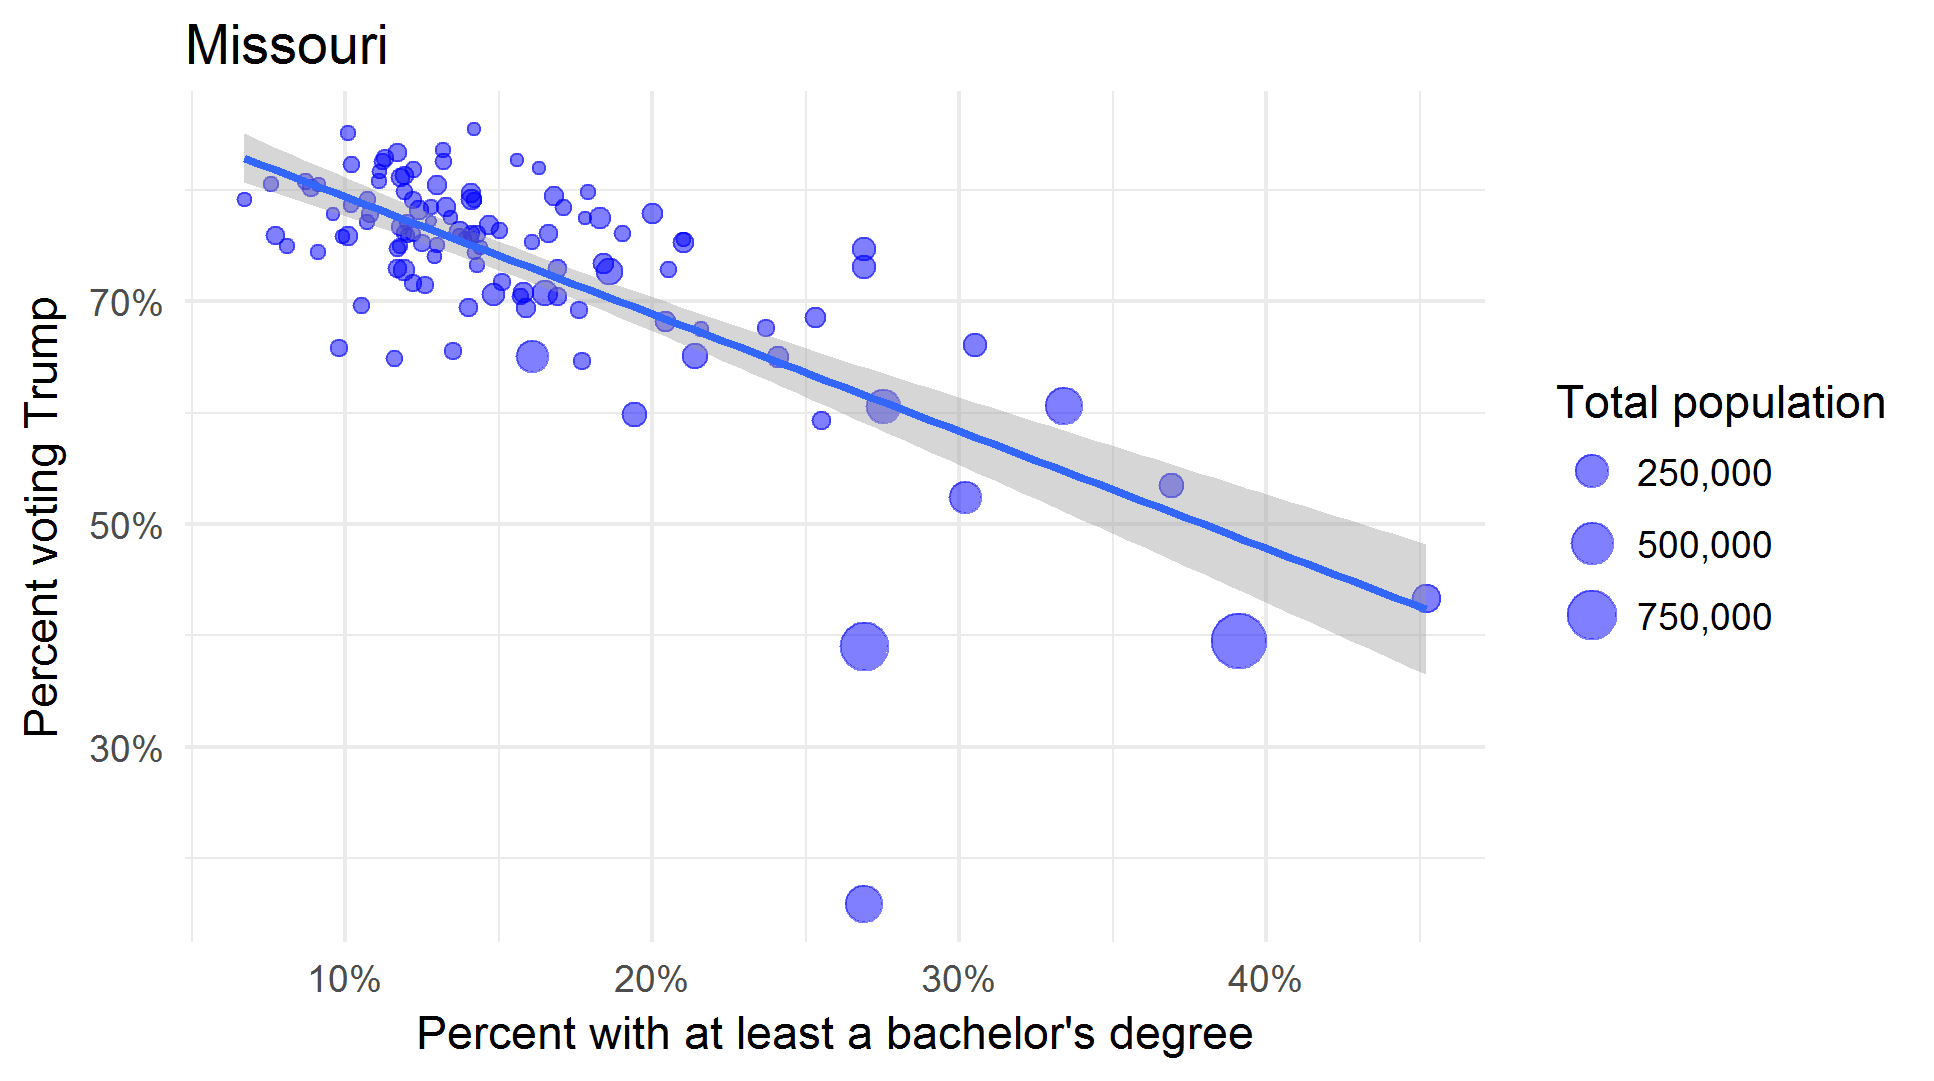 Missouri
Percent voting Trump
70%
50%
30%
10% 20% 30% 40%
Percent with at least a bachelor's degree
Total population
250,000
500,000
750,000